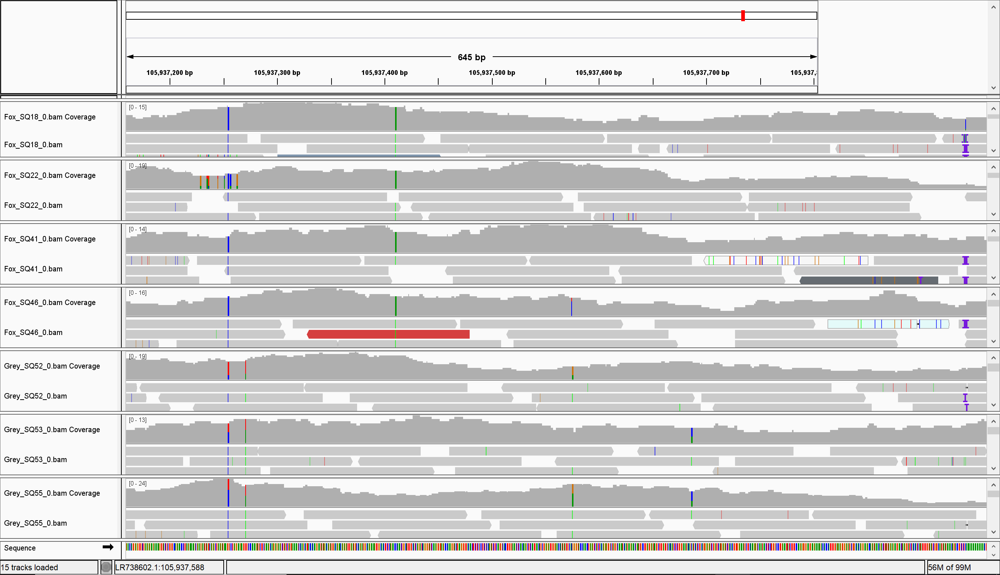 645 bp
105,937,200 bp 105,937,300 bp 105,937,400 bp 105,937,500 bp 105,937,600 bp 105,937,700 bp 105,937,
[0 - 15]
Fox_SQ18_0.bam Coverage
Fox_SQ18_0.bam
[0 - 19]
Fox_SQ22_0.bam Coverage
Fox_SQ22_0.bam
[0 - 14]
Fox_SQ41_0.bam Coverage
Fox_SQ41_0.bam
[0 - 16]
Fox_SQ46_0.bam Coverage
Fox_SQ46_0.bam
[0 - 19]
Grey_SQ52_0.bam Coverage
Grey_SQ52_0.bam
[0 - 13]
Grey_SQ53_0.bam Coverage
Grey_SQ53_0.bam
[0 - 24]
Grey_SQ55_0.bam Coverage
Grey_SQ55_0.bam
Sequence
15 tracks loaded LR738602.1:105,937,588 56M of 99M